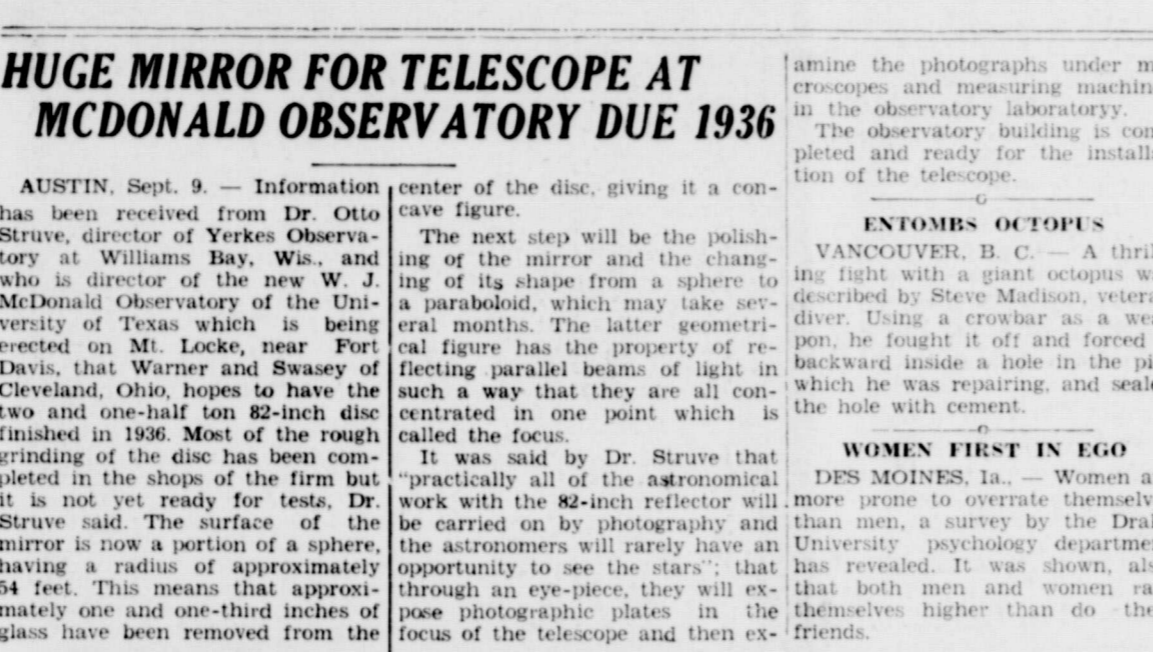 HUGE MIRROR FOR TELESCOPE AT
MCDONALD OBSERVATORY DUE 1936
AUSTIN, Sept. 9. — Information
has been received from Dr. Otto
Struve, director of Yerkes Observa-
tory at Williams Bay, Wis., and
who is director of the new W. J.
McDonald Observatory of the Uni-
versity of Texas which is being
erected on Mt. Locke, near Fort
Davis, that Warner and Swasey of
Cleveland, Ohio, hopes to have the
two and one-half ton 82-inch disc
finished in 1936. Most of the rough
grinding of the disc has been com-
pleted in the shops of the firm but
it is not yet ready for tests, Dr.
Struve said. The surface of the
mirror is now a portion of a sphere,
having a radius of approximately
54 feet. This means that approxi-
mately one and one-third inches of
glass have been removed from the
center of the disc, giving it a con-
cave figure.
The next step will be the polish-
ing of the mirror and the chang-
ing of its shape from a sphere to
a paraboloid, which may take sev-
eral months. The latter geometri-
cal figure has the property of re-
flecting parallel beams of light in
such a way that they are all con-
centrated in one point which is
called the focus.
It was said by Dr. Struve that
"practically all of the astronomical
work with the 82-inch reflector will
be carried on by photography and
the astronomers will rarely have an
opportunity to see the stars"; that
through an eye-piece, they will ex-
pose photographic plates in the
focus of the telescope and then ex-
amine the photographs under m
croscopes and measuring machin
in the observatory laboratoryy.
The observatory building is com
pleted and ready for the install
tion of the telescope.
ENTOMBS OCTOPUS
VANCOUVER, B. C. — A thril
ing fight with a giant octopus w
described by Steve Madison, vetera
diver. Using a crowbar as a wea
pon, he fought it off and forced
backward inside a hole in the pi
which he was repairing, and seale
the hole with cement.
WOMEN FIRST IN EGO
DES MOINES, Ia., — Women a
more prone to overrate themselv
than men, a survey by the Dra
University psychology departme
has revealed. It was shown, als
that both men and women ra
themselves higher than do the
friends.